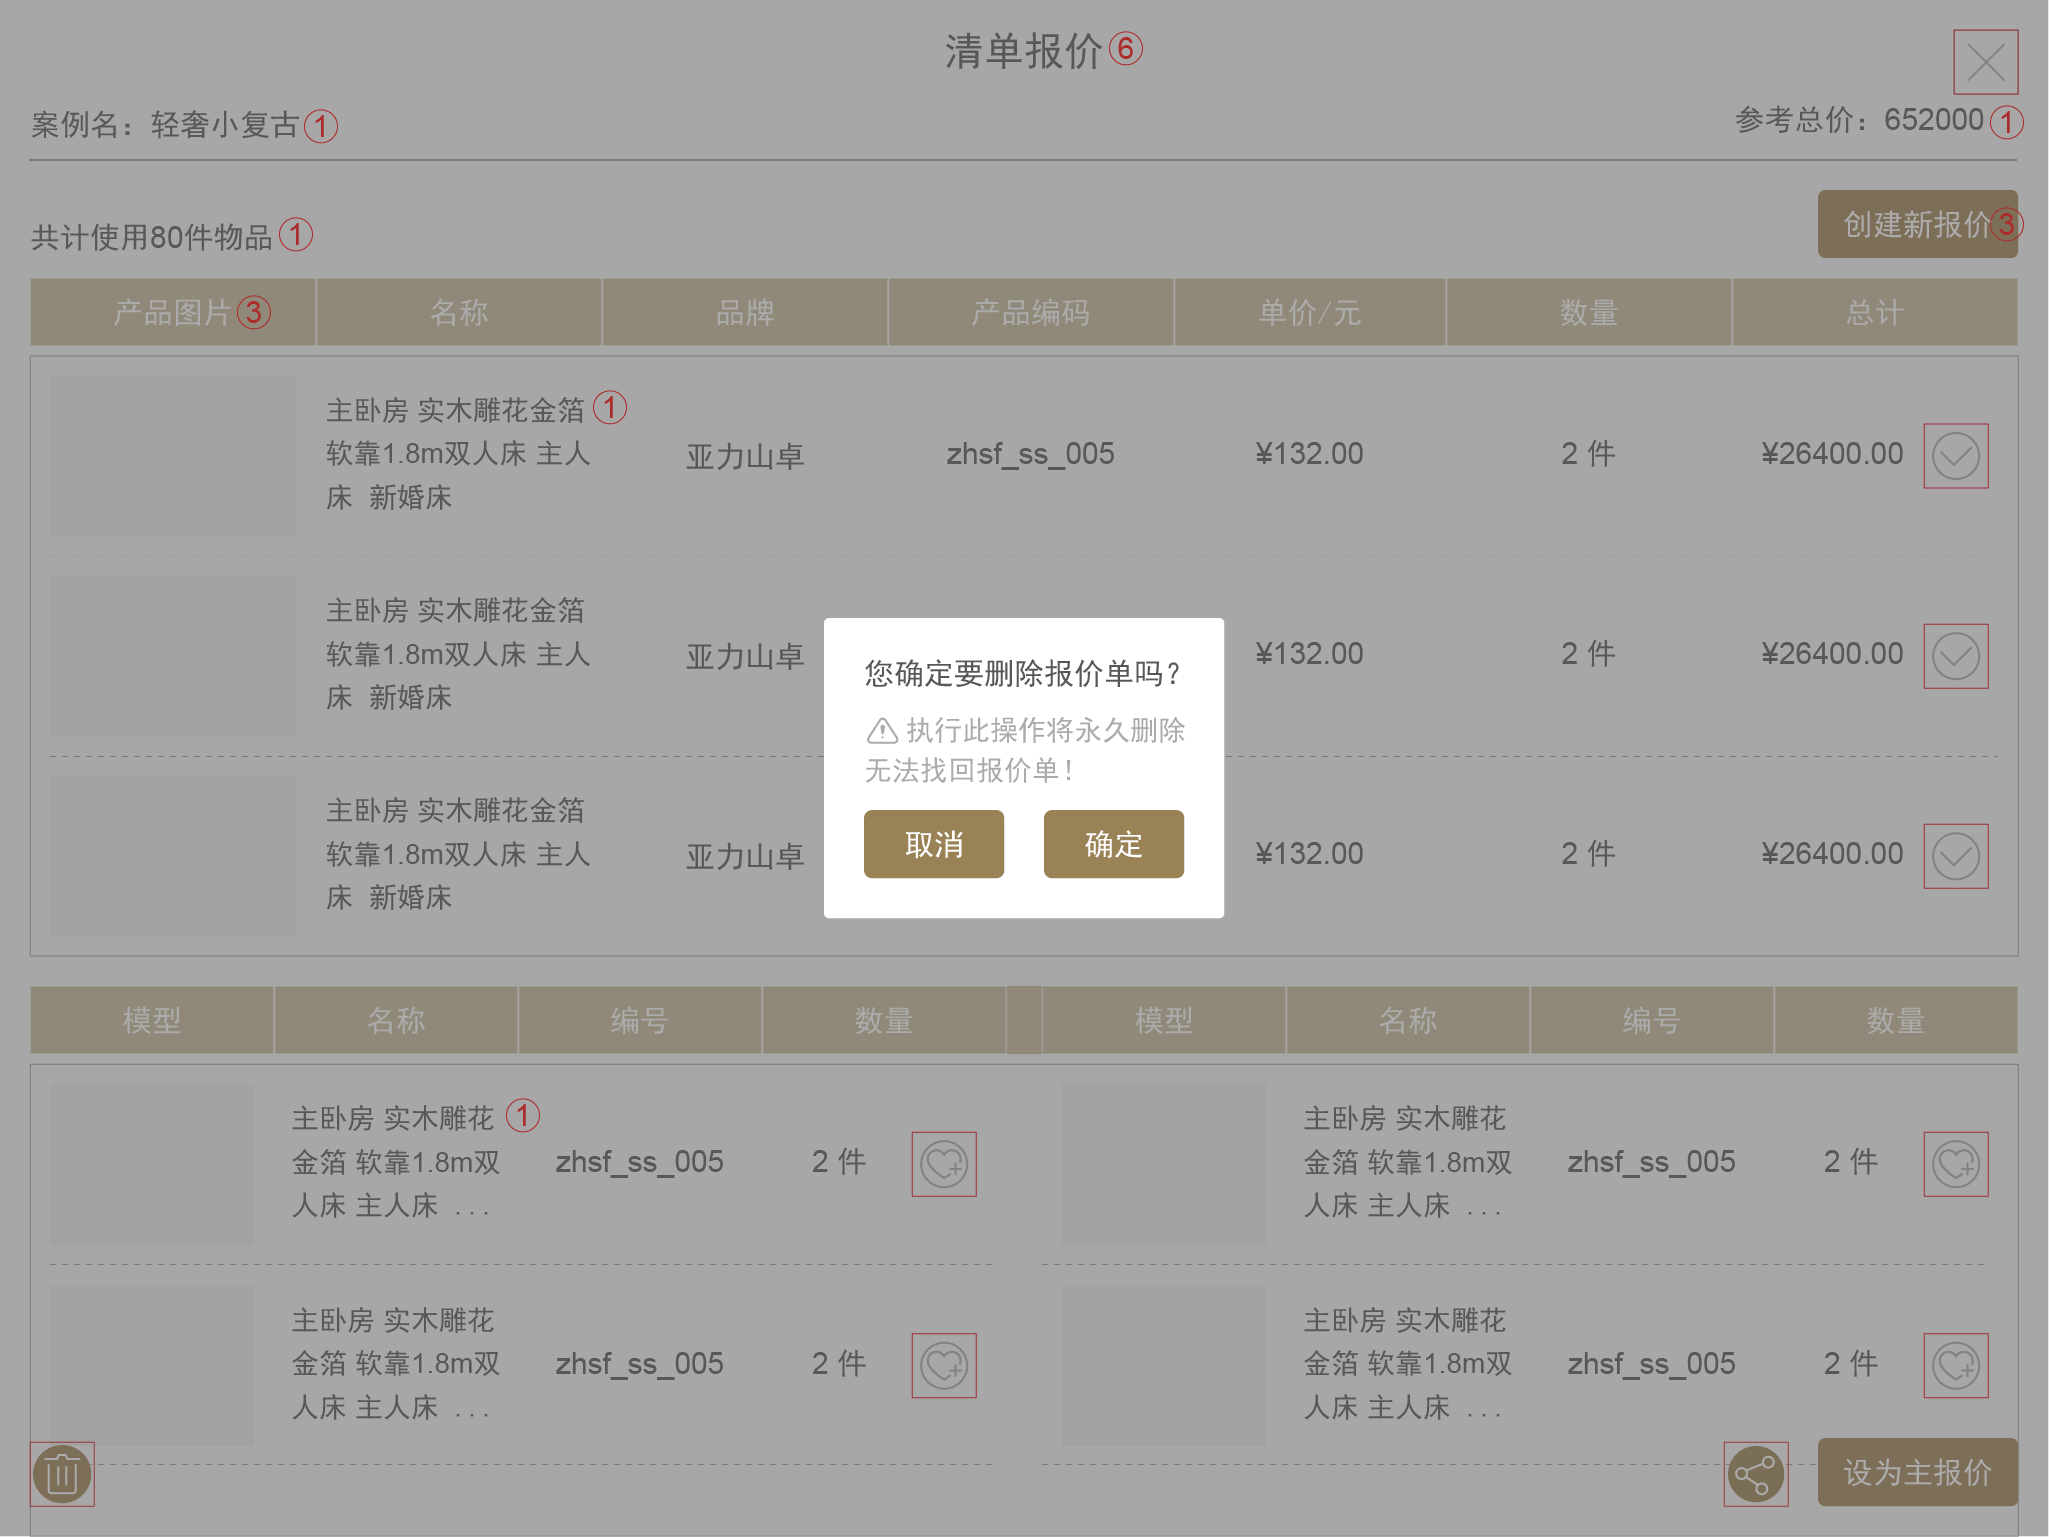 清单报价⑥
案例名：轻奢小复古①
参考总价：652000①
共计使用80件物品①
创建新报价③
产品图片③ 名称 品牌 产品编码 单价/元 数量 总计
主卧房 实木雕花金箔①
软靠1.8m双人床 主人
床 新婚床
亚力山卓 zhsf_ss_005 ¥132.00 2 件 ¥26400.00
主卧房 实木雕花金箔
软靠1.8m双人床 主人
床 新婚床
亚力山卓 ¥132.00 2 件 ¥26400.00
主卧房 实木雕花金箔
软靠1.8m双人床 主人
床 新婚床
亚力山卓 ¥132.00 2 件 ¥26400.00
您确定要删除报价单吗？
执行此操作将永久删除
无法找回报价单！
取消 确定
模型 名称 编号 数量 模型 名称 编号 数量
主卧房 实木雕花①
金箔 软靠1.8m双
人床 主人床 ...
zhsf_ss_005 2 件
主卧房 实木雕花
金箔 软靠1.8m双
人床 主人床 ...
zhsf_ss_005 2 件
主卧房 实木雕花
金箔 软靠1.8m双
人床 主人床 ...
zhsf_ss_005 2 件
主卧房 实木雕花
金箔 软靠1.8m双
人床 主人床 ...
zhsf_ss_005 2 件
设为主报价